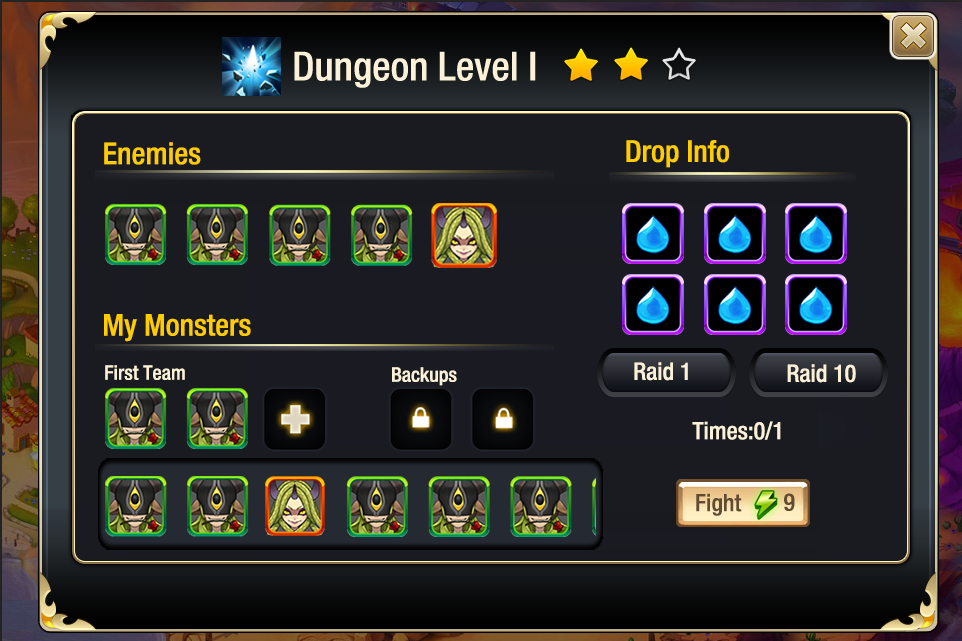 Dungeon Level I
Enemies
Drop Info
My Monsters
First Team
Backups
Raid 1
Raid 10
Times:0/1
Fight 9